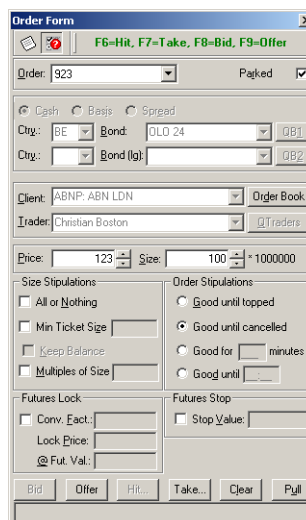 Order Form
F6=Hit, F7=Take, F8=Bid, F9=Offer
Order: 923 Parked
Cash Basis Spread
Ctry.: BE Bond: OLO 24 QB1
Ctry.: Bond (lg): QB2
Client: ABNP: ABN LDN Order Book
Trader: Christian Boston QTraders
Price: 123 Size: 100 * 1000000
Size Stipulations Order Stipulations
All or Nothing Good until topped
Min Ticket Size Good until cancelled
Keep Balance Good for ___ minutes
Multiples of Size Good until __:__
Futures Lock Futures Stop
Conv. Fact.: Stop Value:
Lock Price:
@ Fut. Val.:
Bid Offer Hit... Take... Clear Pull